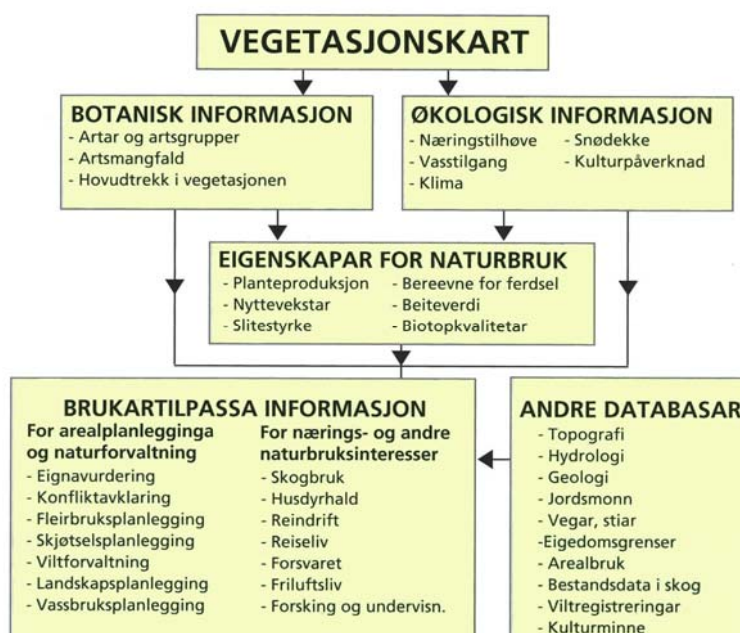 VEGETASJONSKART
BOTANISK INFORMASJON
- Artar og artsgrupper
- Artsmangfald
- Hovudtrekk i vegetasjonen
ØKOLOGISK INFORMASJON
- Næringstilhøve
- Vasstilgang
- Klima
- Snødekke
- Kulturpåverknad
EIGENSKAPAR FOR NATURBRUK
- Planteproduksjon
- Nyttevekstar
- Slitestyrke
- Bereevne for ferdsel
- Beiteverdi
- Biotopkvalitetar
BRUKARTILPASSA INFORMASJON
For arealplanlegginga
og naturforvaltning
- Eignavurdering
- Konfliktavklaring
- Fleirbruksplanlegging
- Skjøtselsplanlegging
- Viltforvaltning
- Landskapsplanlegging
- Vassbruksplanlegging
For nærings- og andre
naturbruksinteresser
- Skogbruk
- Husdyrhald
- Reindrift
- Reiseliv
- Forsvaret
- Friluftsliv
- Forsking og undervisn.
ANDRE DATABASAR
- Topografi
- Hydrologi
- Geologi
- Jordsmonn
- Vegar, stiar
-Eigedomsgrenser
- Arealbruk
- Bestandsdata i skog
- Viltregistreringar
- Kulturminne